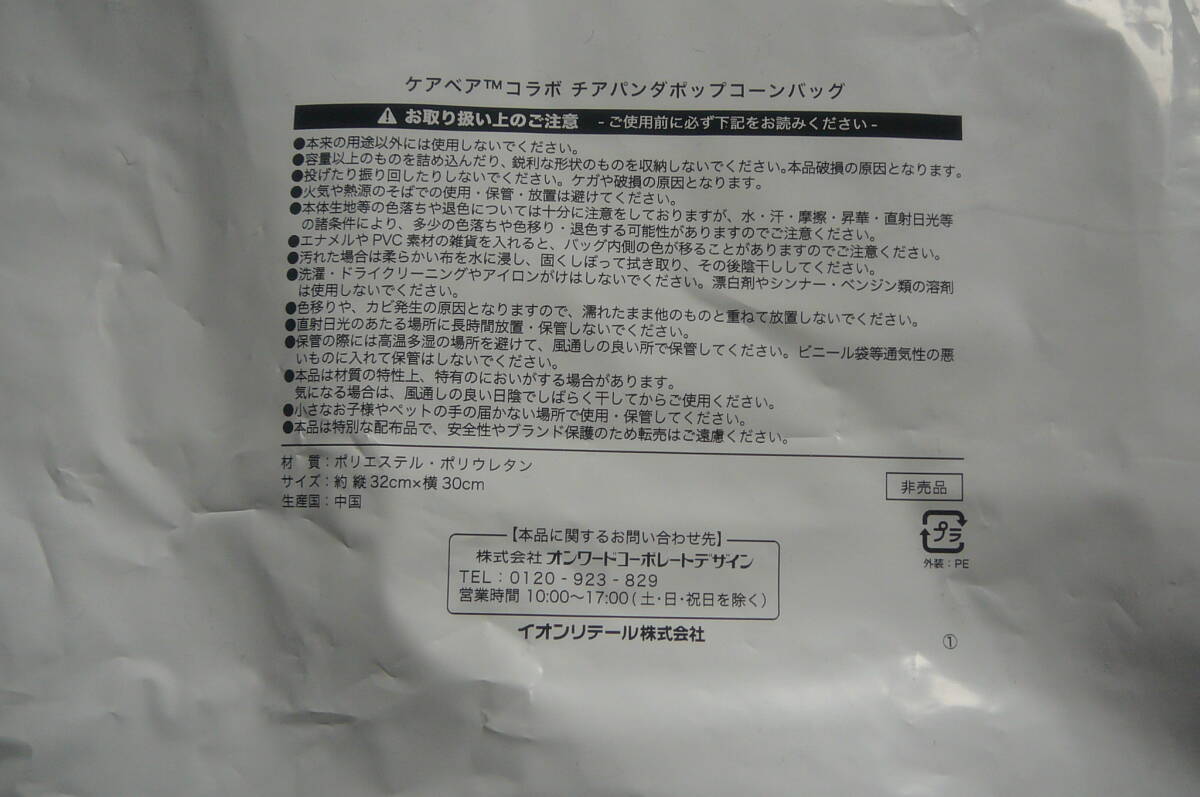 ケアベア™コラボ チアパンダポップコーンバッグ
お取り扱い上のご注意 -ご使用前に必ず下記をお読みください-
●本来の用途以外には使用しないでください。
●容量以上のものを詰め込んだり、鋭利な形状のものを収納しないでください。本品破損の原因となります。
●投げたり振り回したりしないでください。ケガや破損の原因となります。
●火気や熱源のそばでの使用・保管・放置は避けてください。
●本体生地等の色落ちや退色については十分に注意をしておりますが、水・汗・摩擦・昇華・直射日光等
の諸条件により、多少の色落ちや色移り・退色する可能性がありますのでご注意ください。
●エナメルやPVC素材の雑貨を入れると、バッグ内側の色が移ることがありますのでご注意ください。
●汚れた場合は柔らかい布を水に浸し、固くしぼって拭き取り、その後陰干ししてください。
●洗濯・ドライクリーニングやアイロンがけはしないでください。漂白剤やシンナー・ベンジン類の溶剤
は使用しないでください。
●色移りや、カビ発生の原因となりますので、濡れたまま他のものと重ねて放置しないでください。
●直射日光のあたる場所に長時間放置・保管しないでください。
●保管の際には高温多湿の場所を避けて、風通しの良い所で保管してください。ビニール袋等通気性の悪
いものに入れて保管はしないでください。
●本品は材質の特性上、特有のにおいがする場合があります。
気になる場合は、風通しの良い日陰でしばらく干してからご使用ください。
●小さなお子様やペットの手の届かない場所で使用・保管してください。
●本品は特別な配布品で、安全性やブランド保護のため転売はご遠慮ください。
材 質：ポリエステル・ポリウレタン
サイズ：約 縦32cm×横30cm
生産国：中国
非売品
プラ
外装：PE
【本品に関するお問い合わせ先】
株式会社 オンワードコーポレートデザイン
TEL：0120-923-829
営業時間 10:00～17:00(土・日・祝日を除く)
イオンリテール株式会社
①